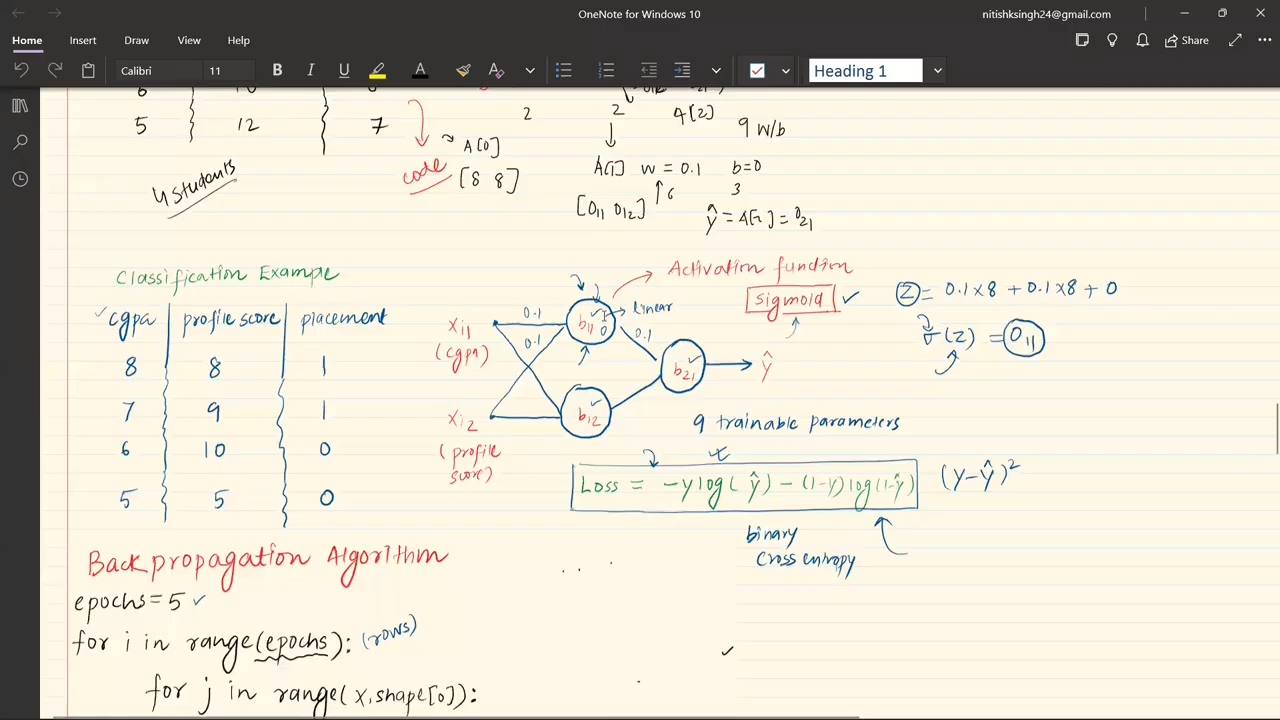 OneNote for Windows 10
nitishksingh24@gmail.com
Home Insert Draw View Help
Share
Calibri 11 B I U A A Heading 1
5 12 7
4 students
code
A[0]
[8 8]
2 2 4[2]
9 w/b
A[1] w = 0.1 b=0
6 3
[O11 O12]
ŷ = A[2] = O21
Classification Example
cgpa profile score placement
8 8 1
7 9 1
6 10 0
5 5 0
xi1
(cgpa)
xi2
(profile score)
0.1
0.1
b11
0
b12
0.1
b21
ŷ
linear
Activation function
sigmoid
Z = 0.1×8 + 0.1×8 + 0
σ(z) = O11
9 trainable parameters
Loss = -ylog(ŷ) - (1-y)log(1-ŷ)
(y-ŷ)²
binary
cross entropy
Backpropagation Algorithm
epochs=5
for i in range(epochs): (rows)
for j in range(x.shape[0]):